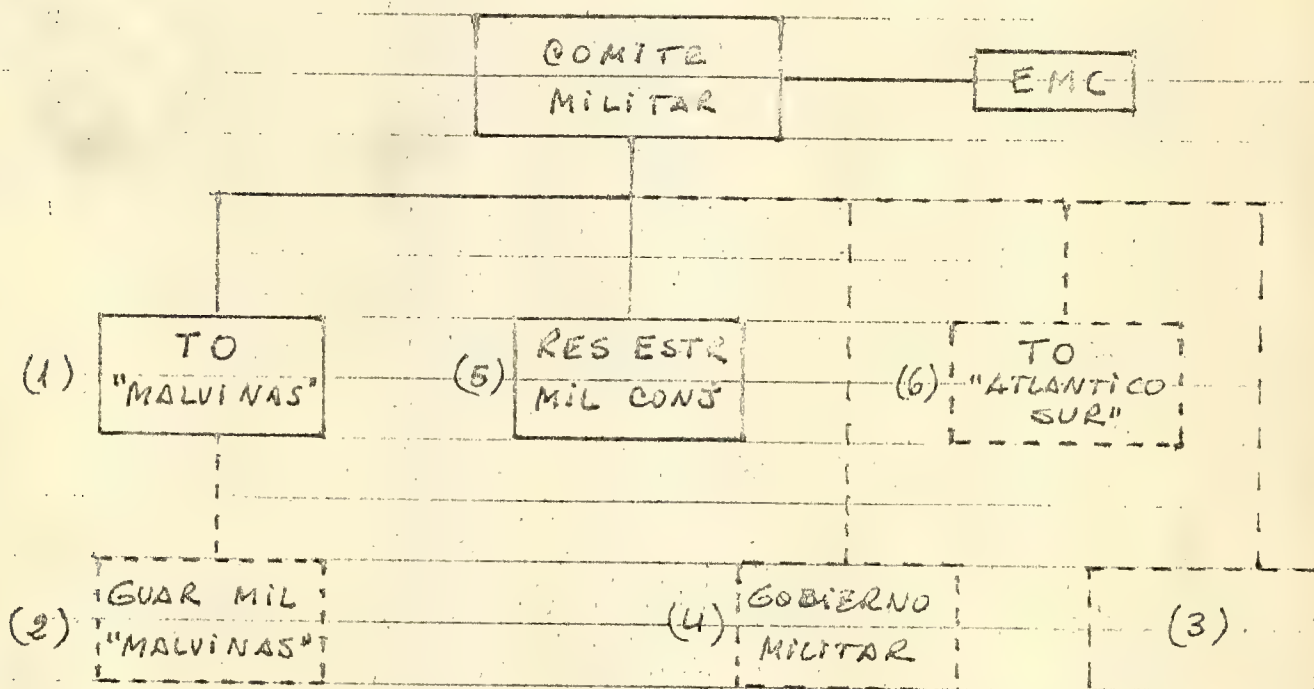 COMITE
MILITAR
EMC
(1)
TO
"MALVINAS"
(5)
RES ESTR
MIL CONJ
(6)
TO
"ATLANTICO
SUR"
(2)
GUAR MIL
"MALVINAS"
(4)
GOBIERNO
MILITAR
(3)